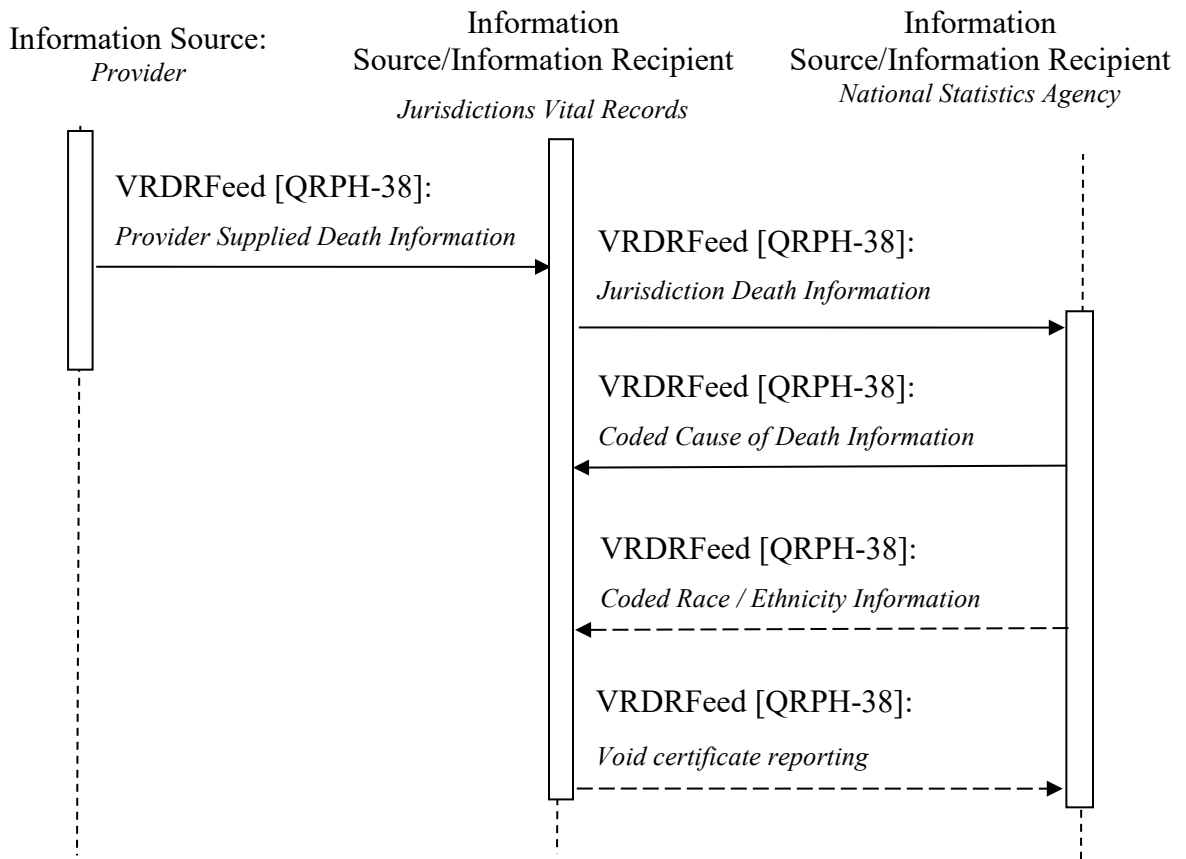 Information Source:
Provider
Information
Source/Information Recipient
Jurisdictions Vital Records
Information
Source/Information Recipient
National Statistics Agency
VRDRFeed [QRPH-38]:
Provider Supplied Death Information
VRDRFeed [QRPH-38]:
Jurisdiction Death Information
VRDRFeed [QRPH-38]:
Coded Cause of Death Information
VRDRFeed [QRPH-38]:
Coded Race / Ethnicity Information
VRDRFeed [QRPH-38]:
Void certificate reporting